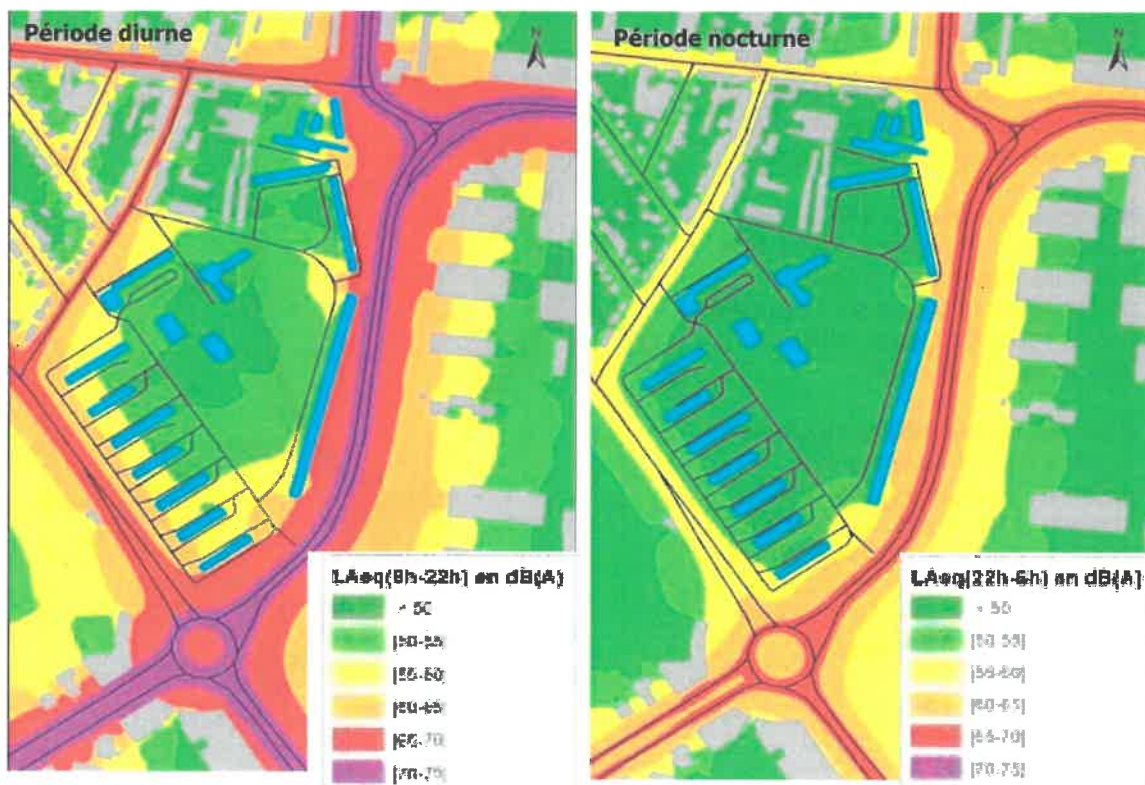 Période diurne
N
LAeq(6h-22h) en dB(A)
< 50
[50-55]
[55-60]
[60-65]
[65-70]
[70-75]
Période nocturne
N
LAeq(22h-6h) en dB(A)
< 50
[50-55]
[55-60]
[60-65]
[65-70]
[70-75]